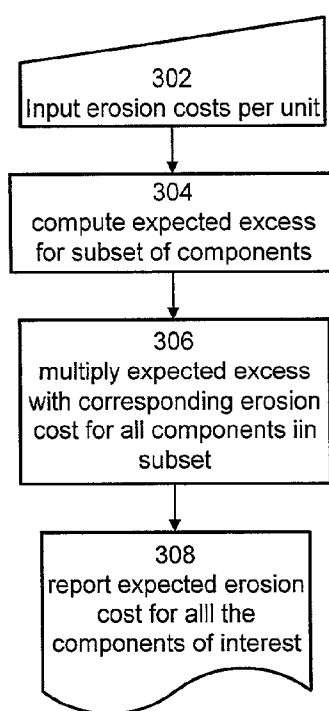 302
Input erosion costs per unit
304
compute expected excess
for subset of components
306
multiply expected excess
with corresponding erosion
cost for all components iin
subset
308
report expected erosion
cost for alll the
components of interest